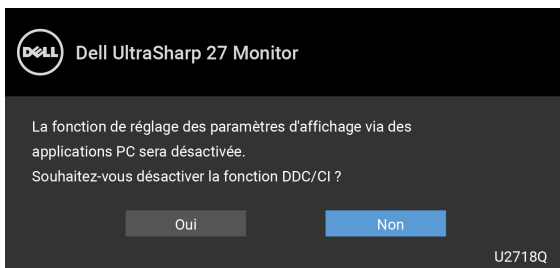 DELL
Dell UltraSharp 27 Monitor
La fonction de réglage des paramètres d'affichage via des
applications PC sera désactivée.
Souhaitez-vous désactiver la fonction DDC/CI ?
Oui
Non
U2718Q